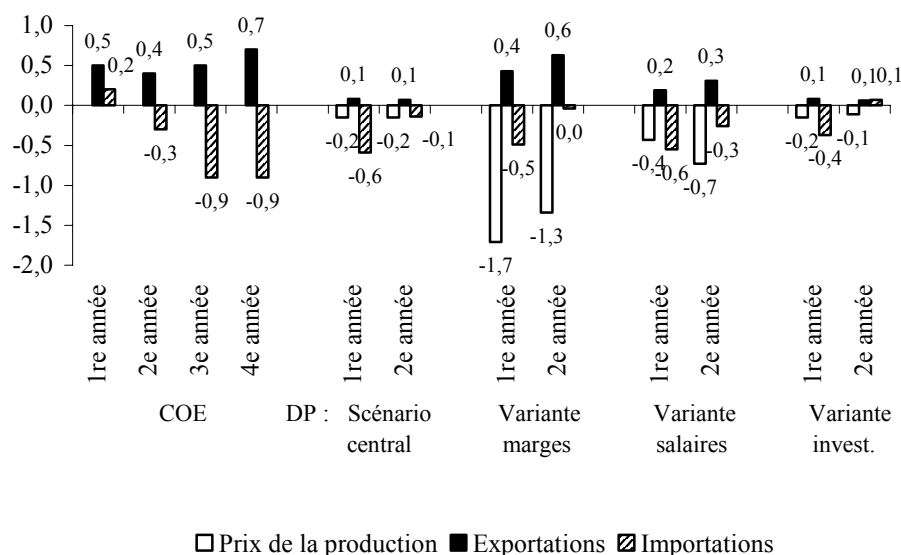 1,0
0,5
0,0
-0,5
-1,0
-1,5
-2,0
0,5
0,2
0,4
-0,3
0,5
-0,9
0,7
-0,9
-0,2
0,1
-0,6
-0,2
0,1
-0,1
-1,7
0,4
-0,5
-1,3
0,6
0,0
-0,4
0,2
-0,6
-0,7
0,3
-0,3
-0,2
0,1
-0,4
-0,1
0,1
0,1
1re année
2e année
3e année
4e année
1re année
2e année
1re année
2e année
1re année
2e année
1re année
2e année
COE
DP : Scénario
central
Variante
marges
Variante
salaires
Variante
invest.
Prix de la production Exportations Importations